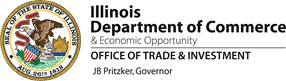 SEAL OF THE STATE OF ILLINOIS
AUG. 26TH 1818
Illinois
Department of Commerce
& Economic Opportunity
OFFICE OF TRADE & INVESTMENT
JB Pritzker, Governor